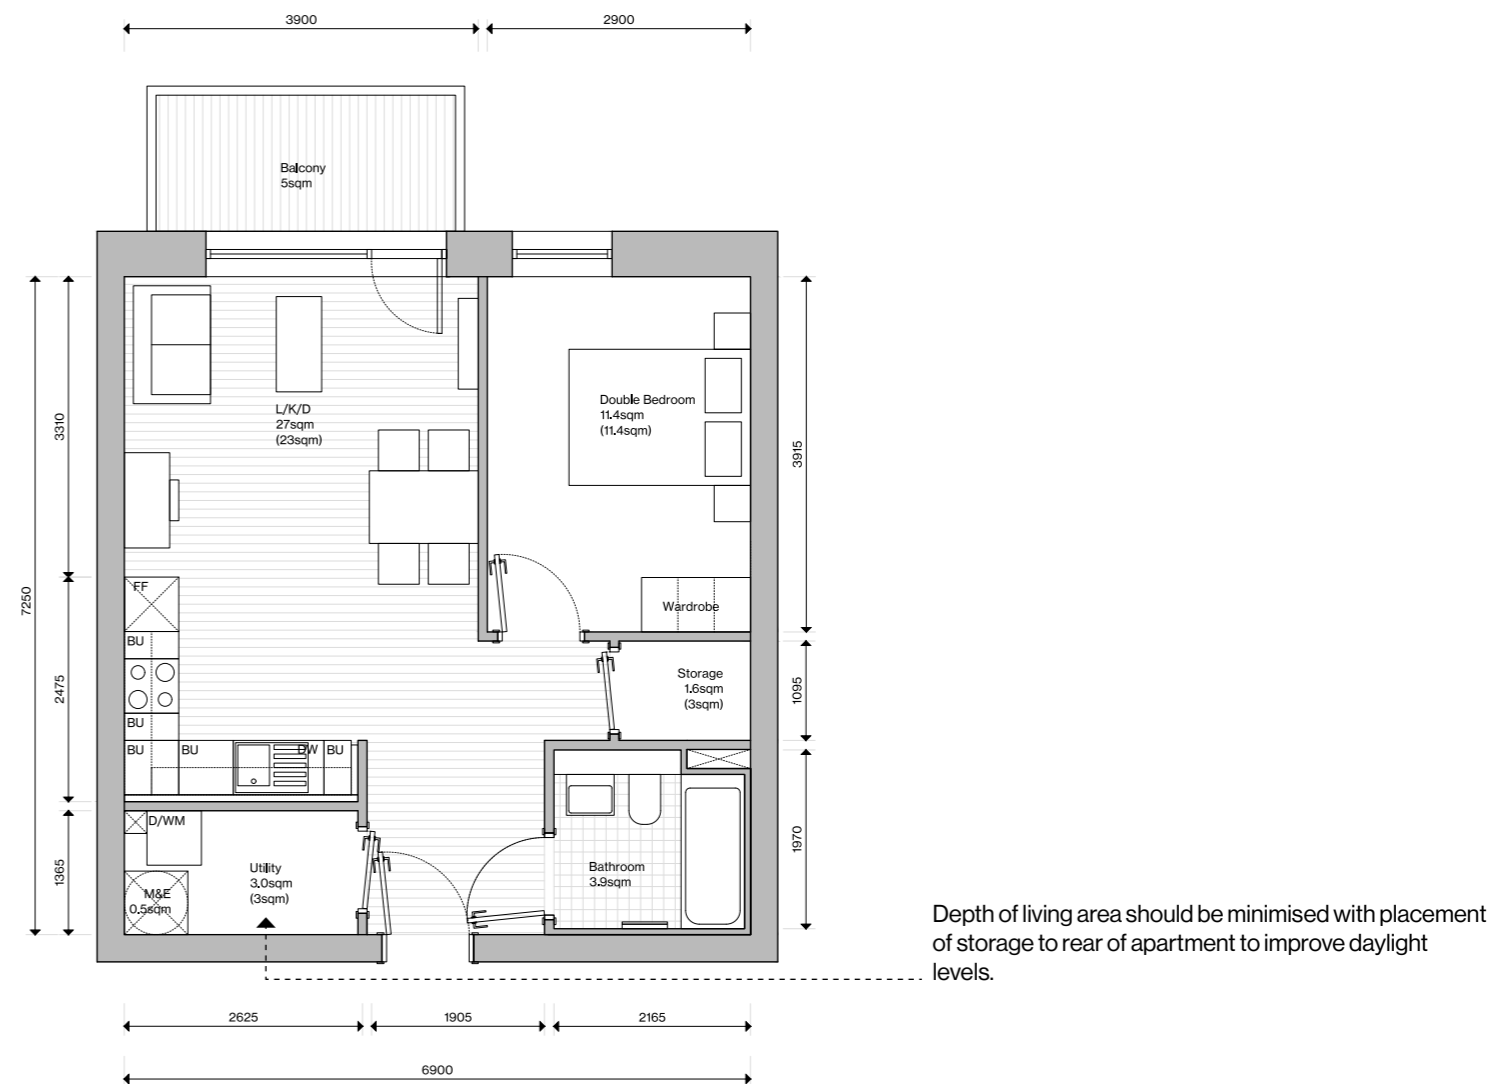 3900
2900
Balcony
5sqm
L/K/D
27sqm
(23sqm)
Double Bedroom
11.4sqm
(11.4sqm)
3310
3915
7250
FF
BU
Wardrobe
2475
Storage
1.6sqm
(3sqm)
1095
BU
BU
BU
DW
BU
D/WM
Utility
3.0sqm
(3sqm)
M&E
0.5sqm
1365
Bathroom
3.9sqm
1970
Depth of living area should be minimised with placement
of storage to rear of apartment to improve daylight
levels.
2625
1905
2165
6900